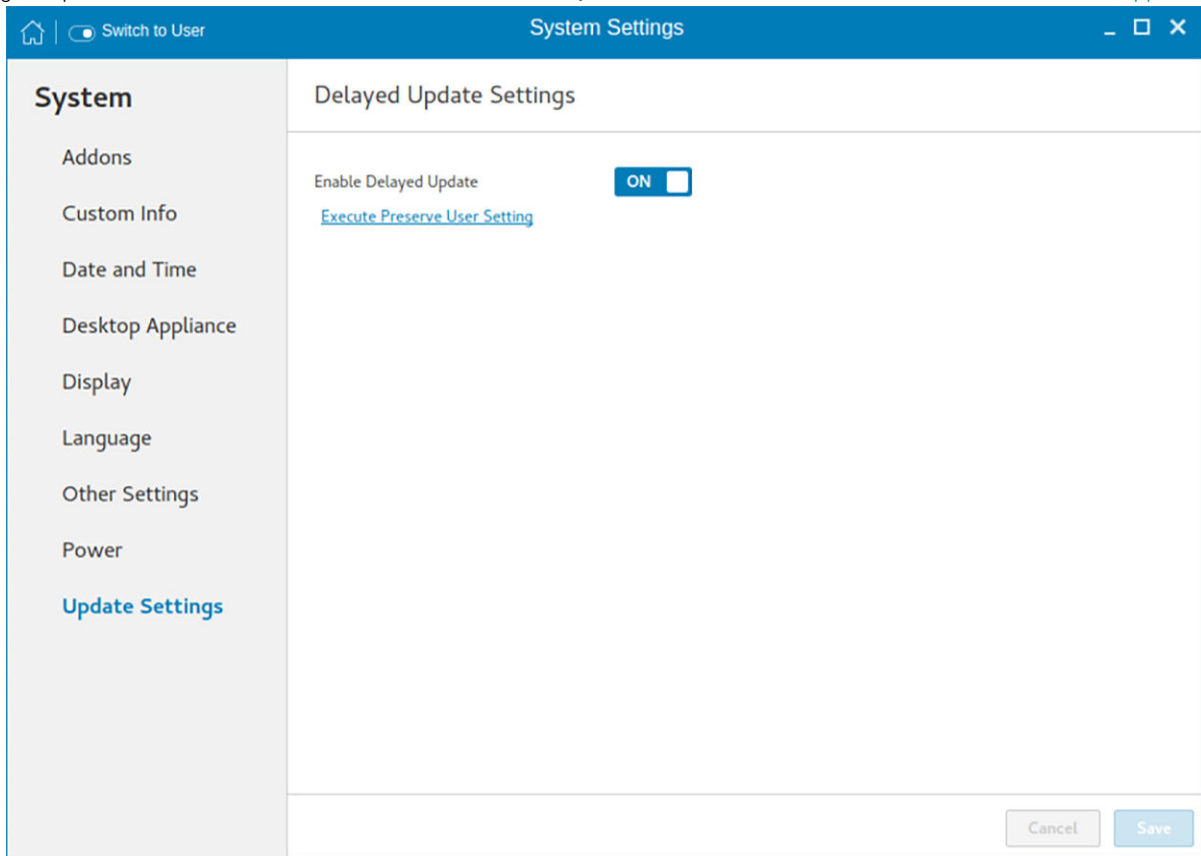 Switch to User
System Settings
System
Addons
Custom Info
Date and Time
Desktop Appliance
Display
Language
Other Settings
Power
Update Settings
Delayed Update Settings
Enable Delayed Update
ON
Execute Preserve User Setting
Cancel
Save